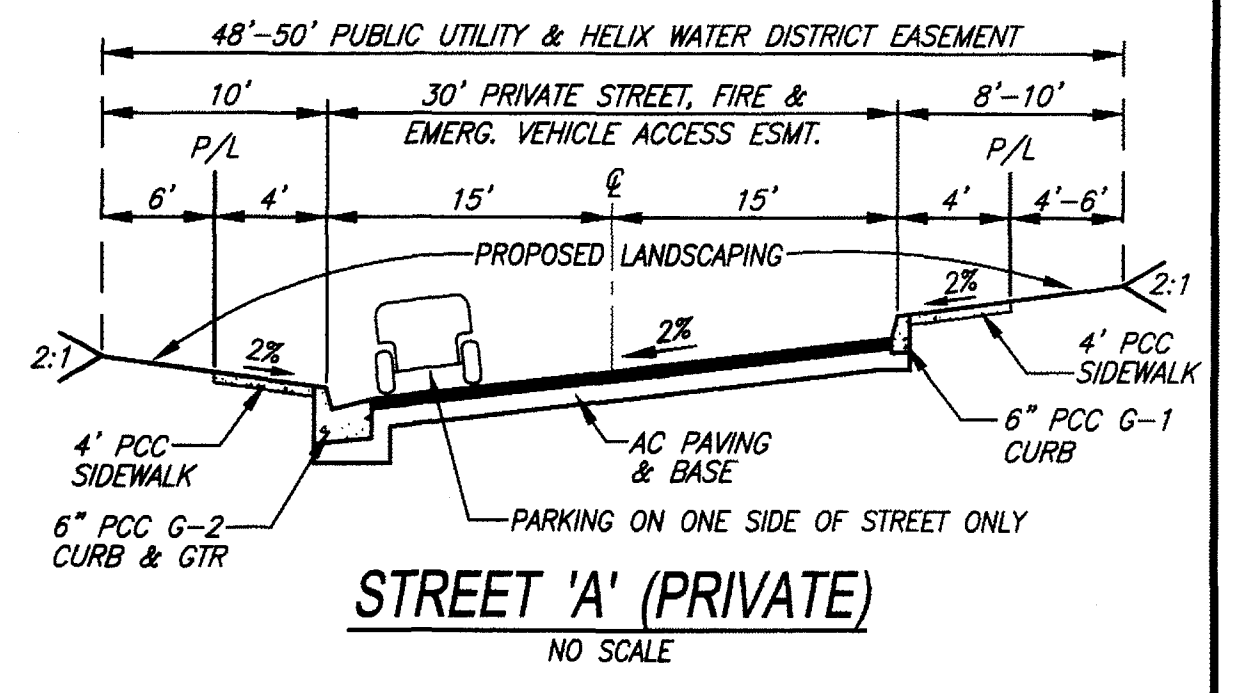 48'-50' PUBLIC UTILITY & HELIX WATER DISTRICT EASEMENT
10'
30' PRIVATE STREET, FIRE &
EMERG. VEHICLE ACCESS ESMT.
8'-10'
P/L
P/L
6'
4'
15'
℄
15'
4'
4'-6'
PROPOSED LANDSCAPING
2%
2:1
2%
2:1
2%
4' PCC
SIDEWALK
4' PCC
SIDEWALK
6" PCC G-1
CURB
AC PAVING
& BASE
6" PCC G-2
CURB & GTR
PARKING ON ONE SIDE OF STREET ONLY
STREET 'A' (PRIVATE)
NO SCALE